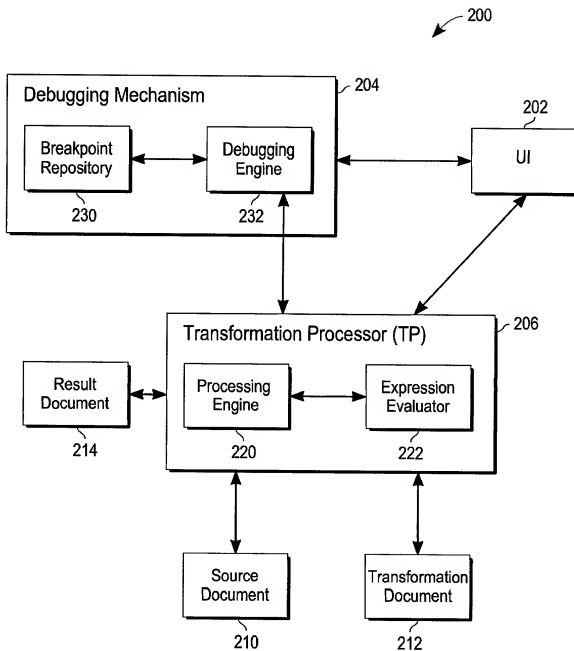 200
Debugging Mechanism
204
Breakpoint
Repository
230
Debugging
Engine
232
202
UI
Transformation Processor (TP)
206
Processing
Engine
220
Expression
Evaluator
222
Result
Document
214
Source
Document
210
Transformation
Document
212